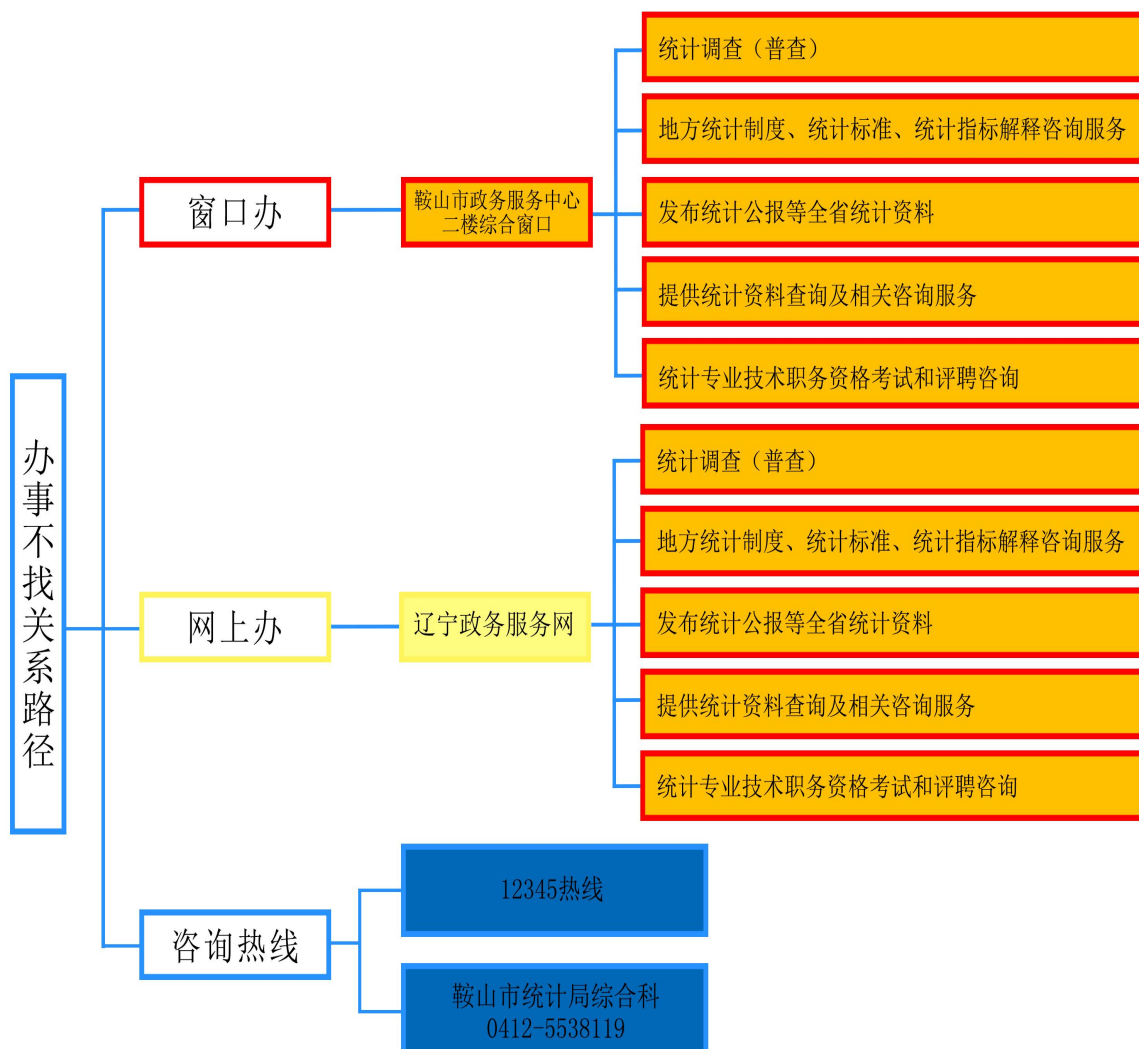 办事不找关系路径
窗口办
鞍山市政务服务中心
二楼综合窗口
统计调查（普查）
地方统计制度、统计标准、统计指标解释咨询服务
发布统计公报等全省统计资料
提供统计资料查询及相关咨询服务
统计专业技术职务资格考试和评聘咨询
网上办
辽宁政务服务网
统计调查（普查）
地方统计制度、统计标准、统计指标解释咨询服务
发布统计公报等全省统计资料
提供统计资料查询及相关咨询服务
统计专业技术职务资格考试和评聘咨询
咨询热线
12345热线
鞍山市统计局综合科
0412-5538119